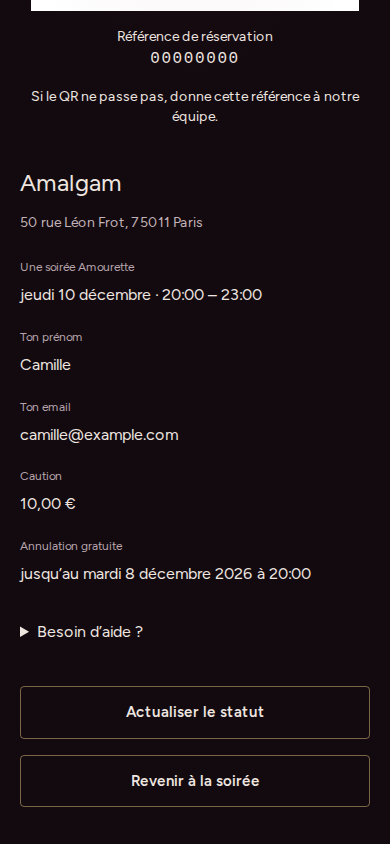 Référence de réservation
00000000
Si le QR ne passe pas, donne cette référence à notre
équipe.
Amalgam
50 rue Léon Frot, 75011 Paris
Une soirée Amourette
jeudi 10 décembre · 20:00 – 23:00
Ton prénom
Camille
Ton email
camille@example.com
Caution
10,00 €
Annulation gratuite
jusqu’au mardi 8 décembre 2026 à 20:00
Besoin d’aide ?
Actualiser le statut
Revenir à la soirée